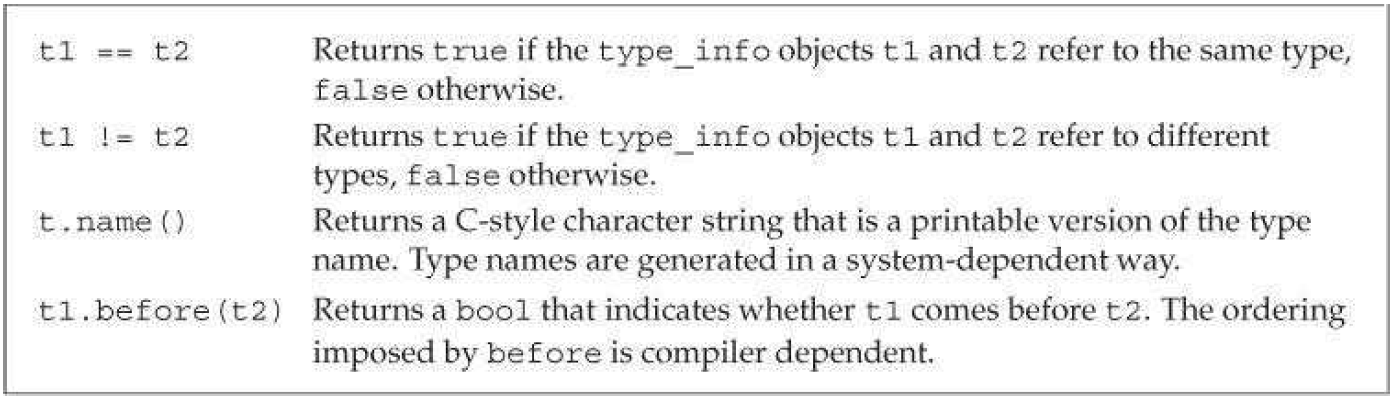 t1 == t2 Returns true if the type_info objects t1 and t2 refer to the same type,
false otherwise.
t1 != t2 Returns true if the type_info objects t1 and t2 refer to different
types, false otherwise.
t.name() Returns a C-style character string that is a printable version of the type
name. Type names are generated in a system-dependent way.
t1.before(t2) Returns a bool that indicates whether t1 comes before t2. The ordering
imposed by before is compiler dependent.